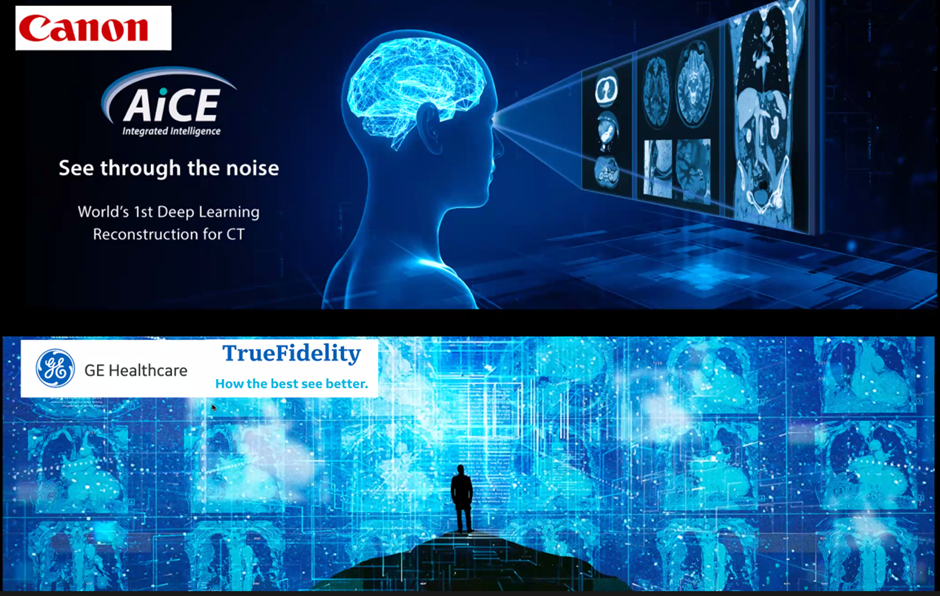 Canon
AiCE
Integrated Intelligence
See through the noise
World's 1st Deep Learning
Reconstruction for CT
GE Healthcare
TrueFidelity
How the best see better.